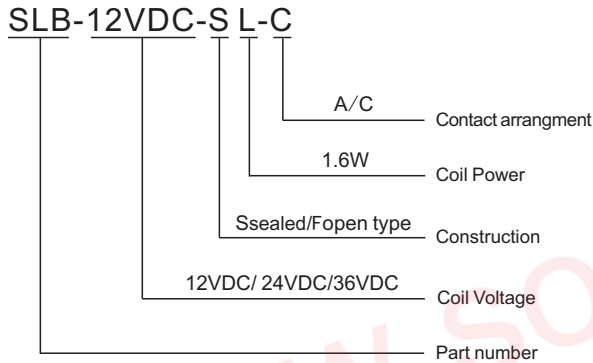 SLB-12VDC-S L-C
A/C
Contact arrangment
1.6W
Coil Power
Ssealed/Fopen type
Construction
12VDC/ 24VDC/36VDC
Coil Voltage
Part number
W SO